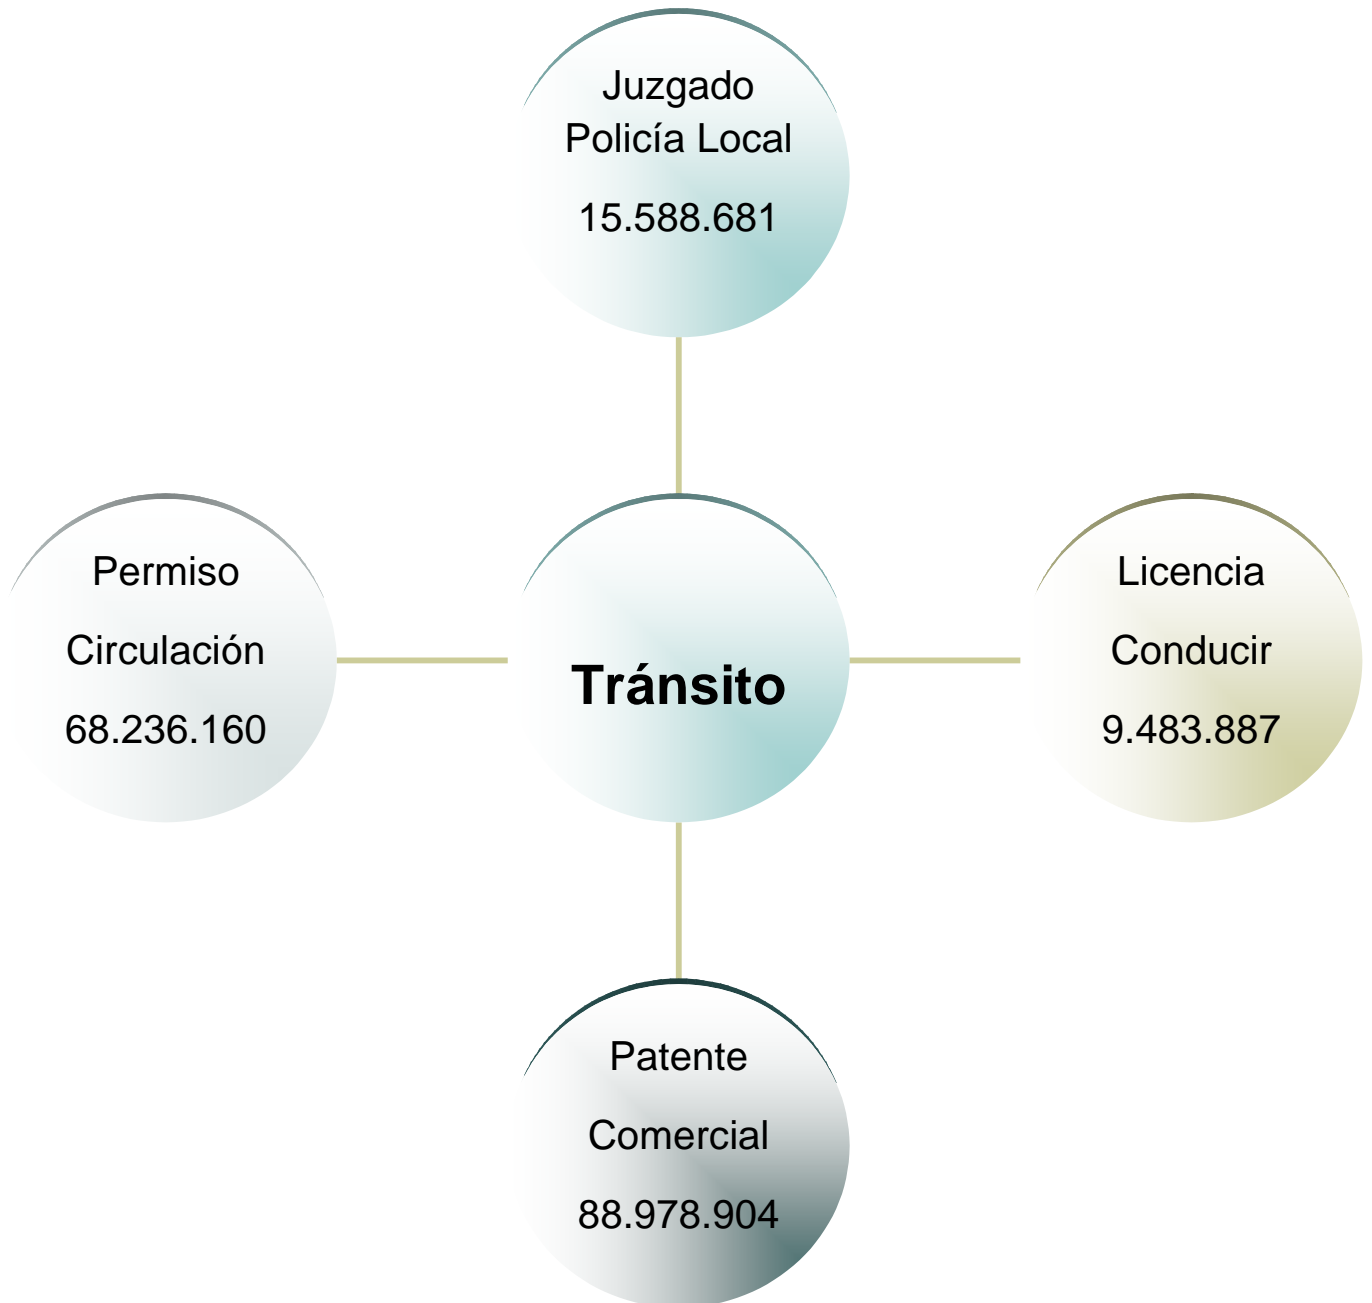 Juzgado
Policía Local
15.588.681
Permiso
Circulación
68.236.160
Tránsito
Licencia
Conducir
9.483.887
Patente
Comercial
88.978.904